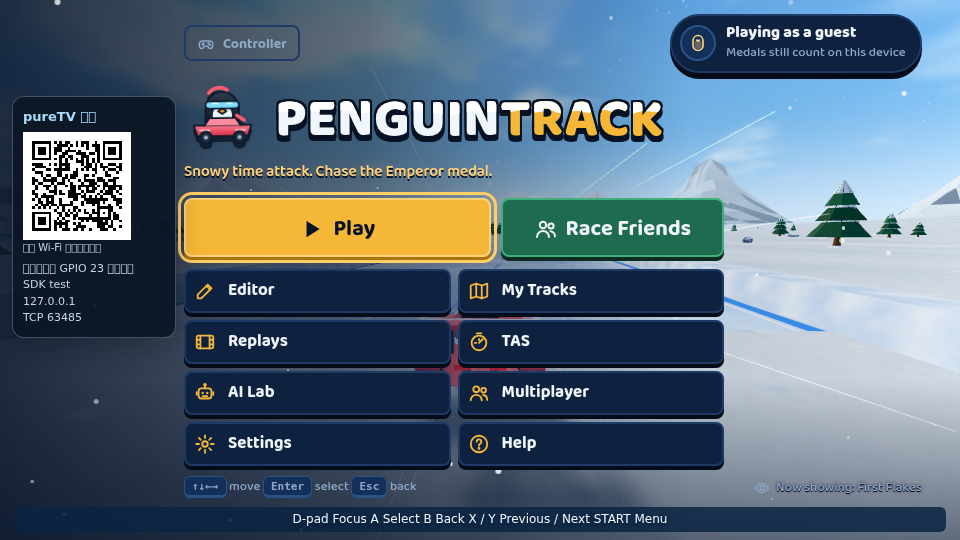 Controller
Playing as a guest
Medals still count on this device
pureTV
PENGUINTRACK
Snowy time attack. Chase the Emperor medal.
Play
Race Friends
Wi-Fi
GPIO 23
SDK test
127.0.0.1
TCP 63485
Editor
My Tracks
Replays
TAS
AI Lab
Multiplayer
Settings
Help
↑↓←→ move Enter select Esc back
Now showing: First Flakes
D-pad Focus A Select B Back X / Y Previous / Next START Menu